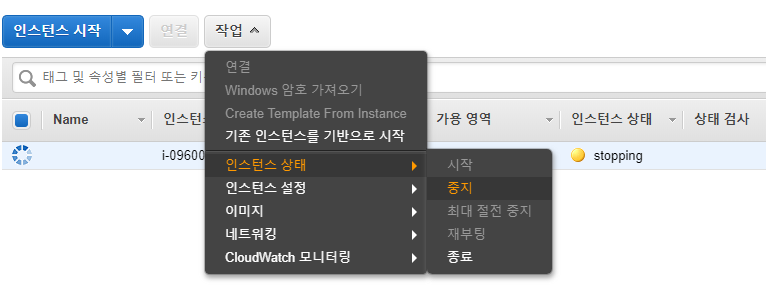 인스턴스 시작 연결 작업
태그 및 속성별 필터 또는 키
연결
Windows 암호 가져오기
Create Template From Instance
기존 인스턴스를 기반으로 시작
Name 인스턴스 가용 영역 인스턴스 상태 상태 검사
i-09600 stopping
인스턴스 상태
인스턴스 설정
이미지
네트워킹
CloudWatch 모니터링
시작
중지
최대 절전 중지
재부팅
종료